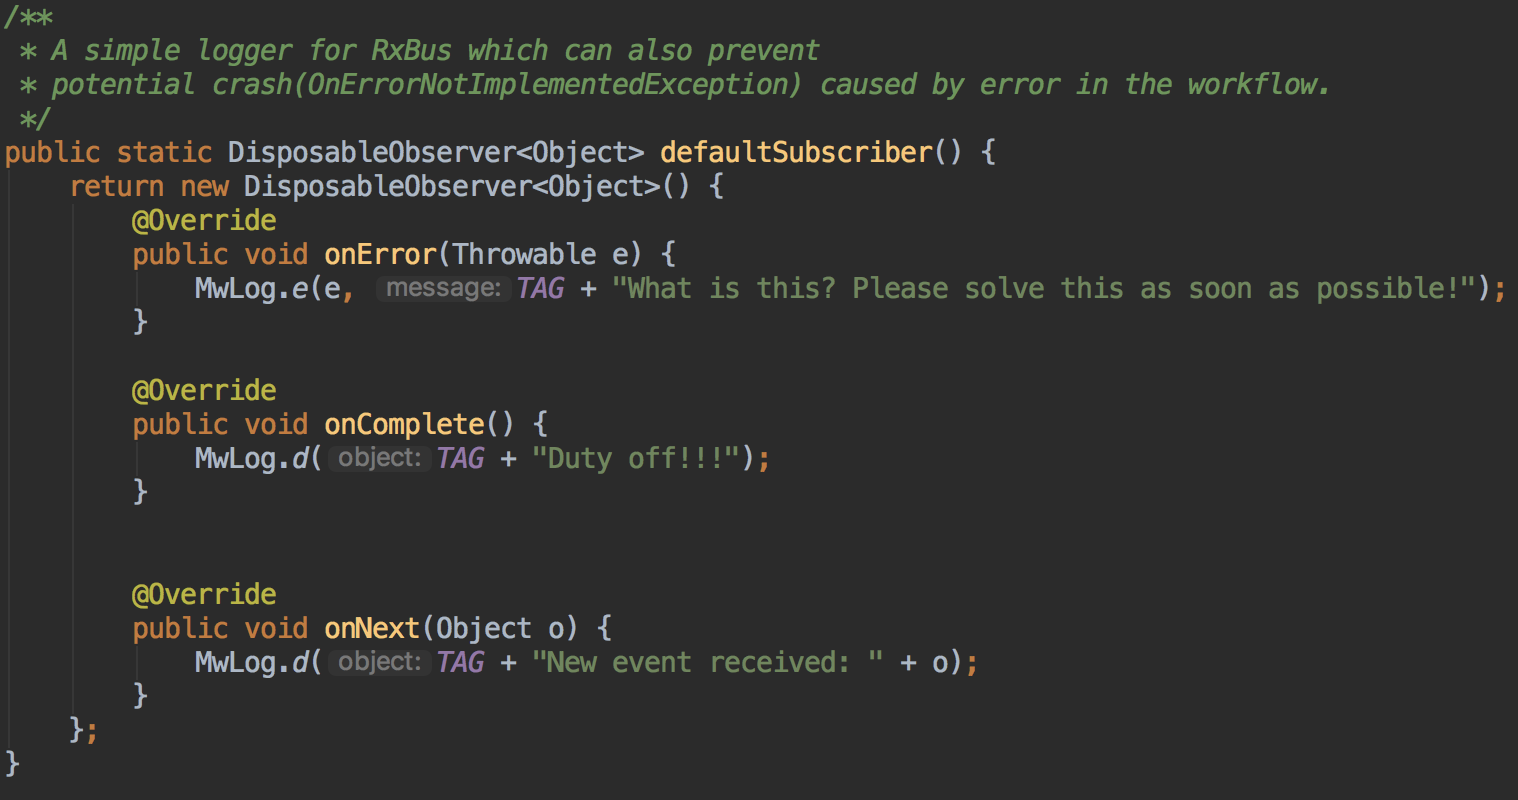 /**
 * A simple logger for RxBus which can also prevent
 * potential crash(OnErrorNotImplementedException) caused by error in the workflow.
 */
public static DisposableObserver<Object> defaultSubscriber() {
    return new DisposableObserver<Object>() {
        @Override
        public void onError(Throwable e) {
            MwLog.e(e, message: TAG + "What is this? Please solve this as soon as possible!");
        }

        @Override
        public void onComplete() {
            MwLog.d( object: TAG + "Duty off!!!");
        }


        @Override
        public void onNext(Object o) {
            MwLog.d( object: TAG + "New event received: " + o);
        }
    };
}